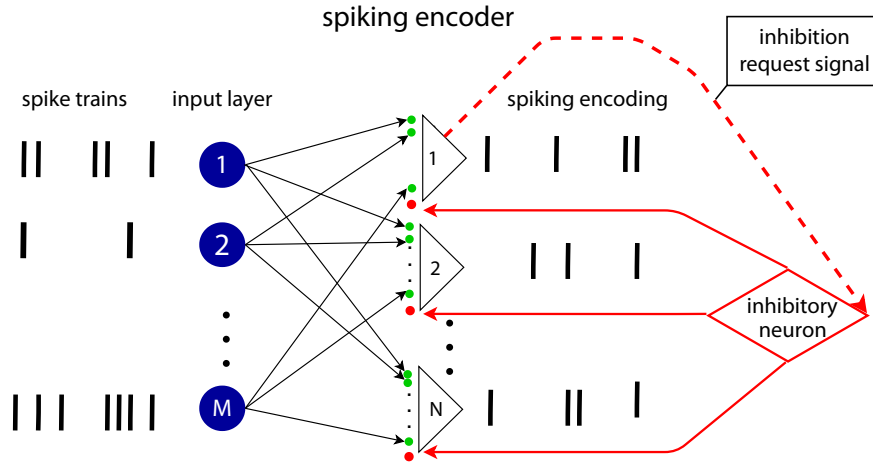 spiking encoder
inhibition
request signal
spike trains
input layer
spiking encoding
1
1
2
2
inhibitory
neuron
M
N